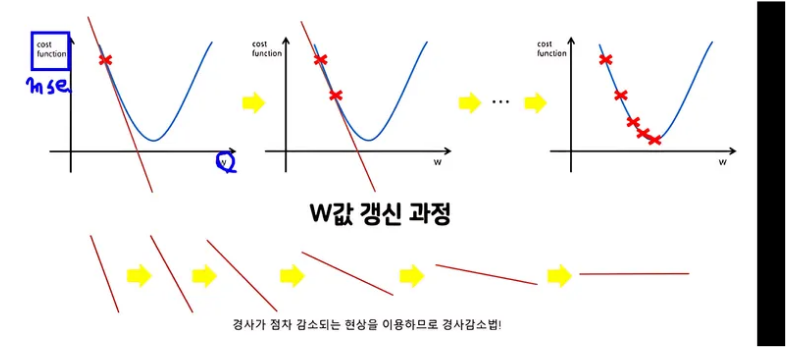 cost
function
cost
function
cost
function
mse
...
w
w
w
W값 갱신 과정
경사가 점차 감소되는 현상을 이용하므로 경사감소법!